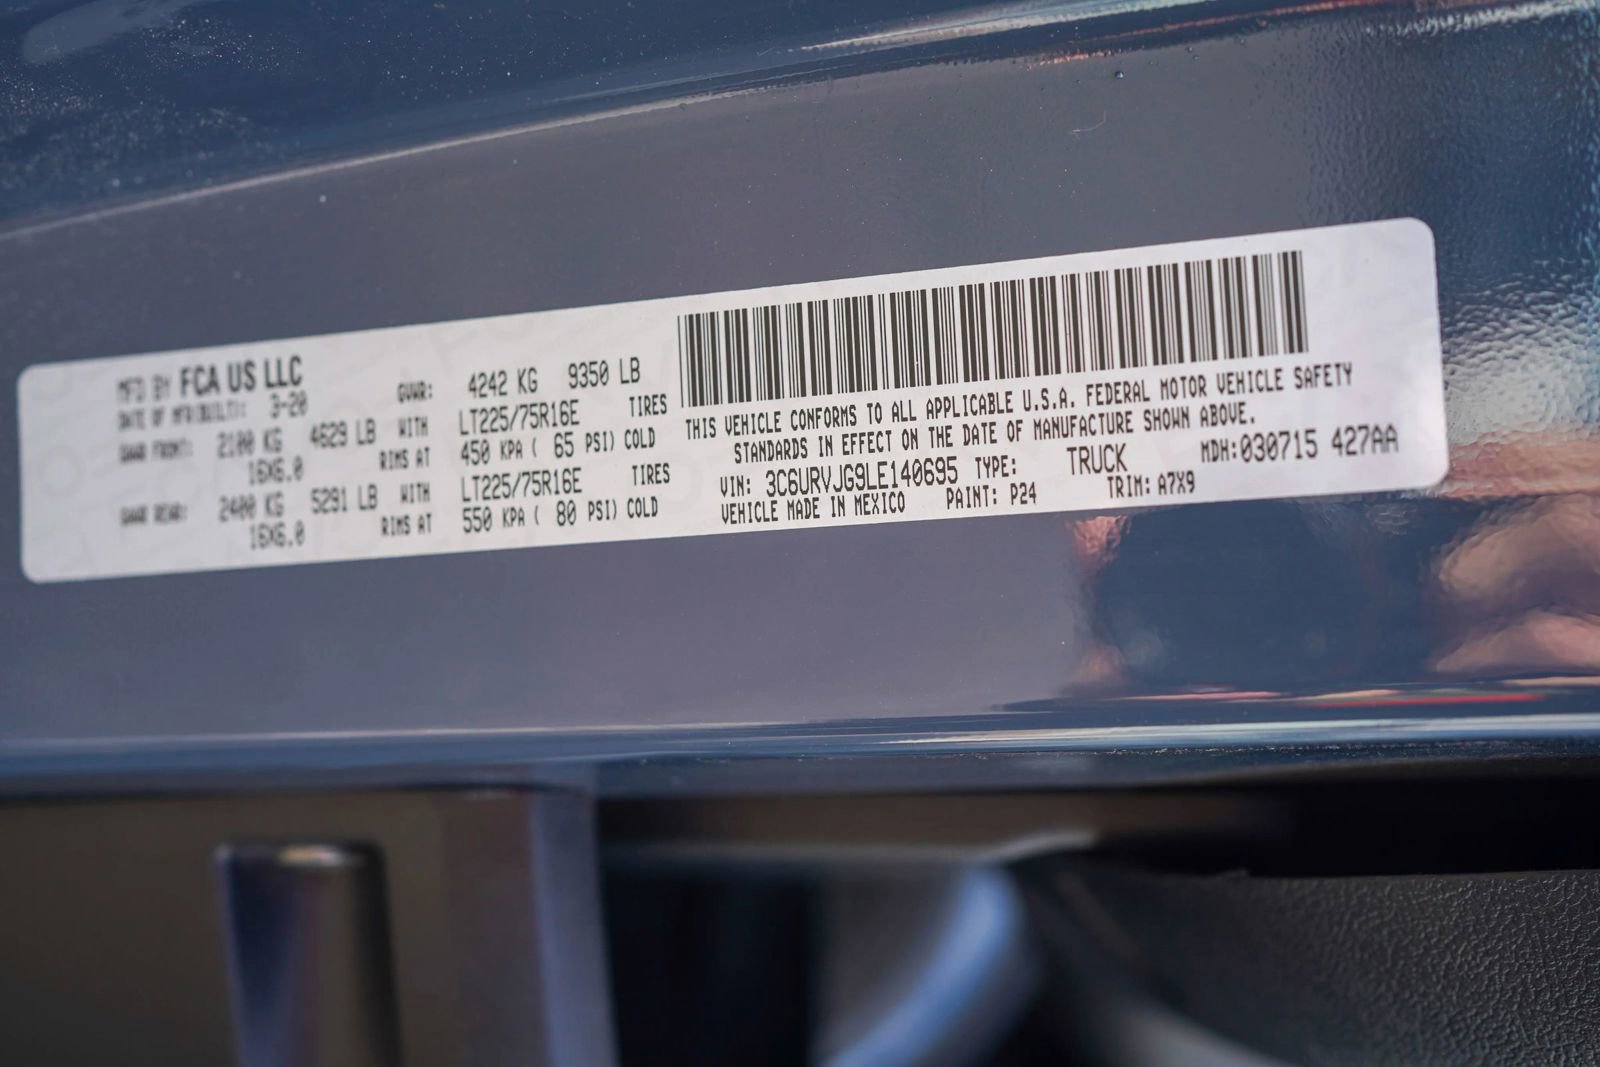 MFD BY FCA US LLC
DATE OF MFR(BUILT): 3-20 GVWR: 4242 KG 9350 LB
GAWR FRONT: 2100 KG 4629 LB WITH LT225/75R16E TIRES
16X6.0 RIMS AT 450 KPA ( 65 PSI) COLD
GAWR REAR: 2400 KG 5291 LB WITH LT225/75R16E TIRES
16X6.0 RIMS AT 550 KPA ( 80 PSI) COLD
THIS VEHICLE CONFORMS TO ALL APPLICABLE U.S.A. FEDERAL MOTOR VEHICLE SAFETY
STANDARDS IN EFFECT ON THE DATE OF MANUFACTURE SHOWN ABOVE.
VIN: 3C6URVJG9LE140695 TYPE: TRUCK MDH:030715 427AA
VEHICLE MADE IN MEXICO PAINT: P24 TRIM: A7X9